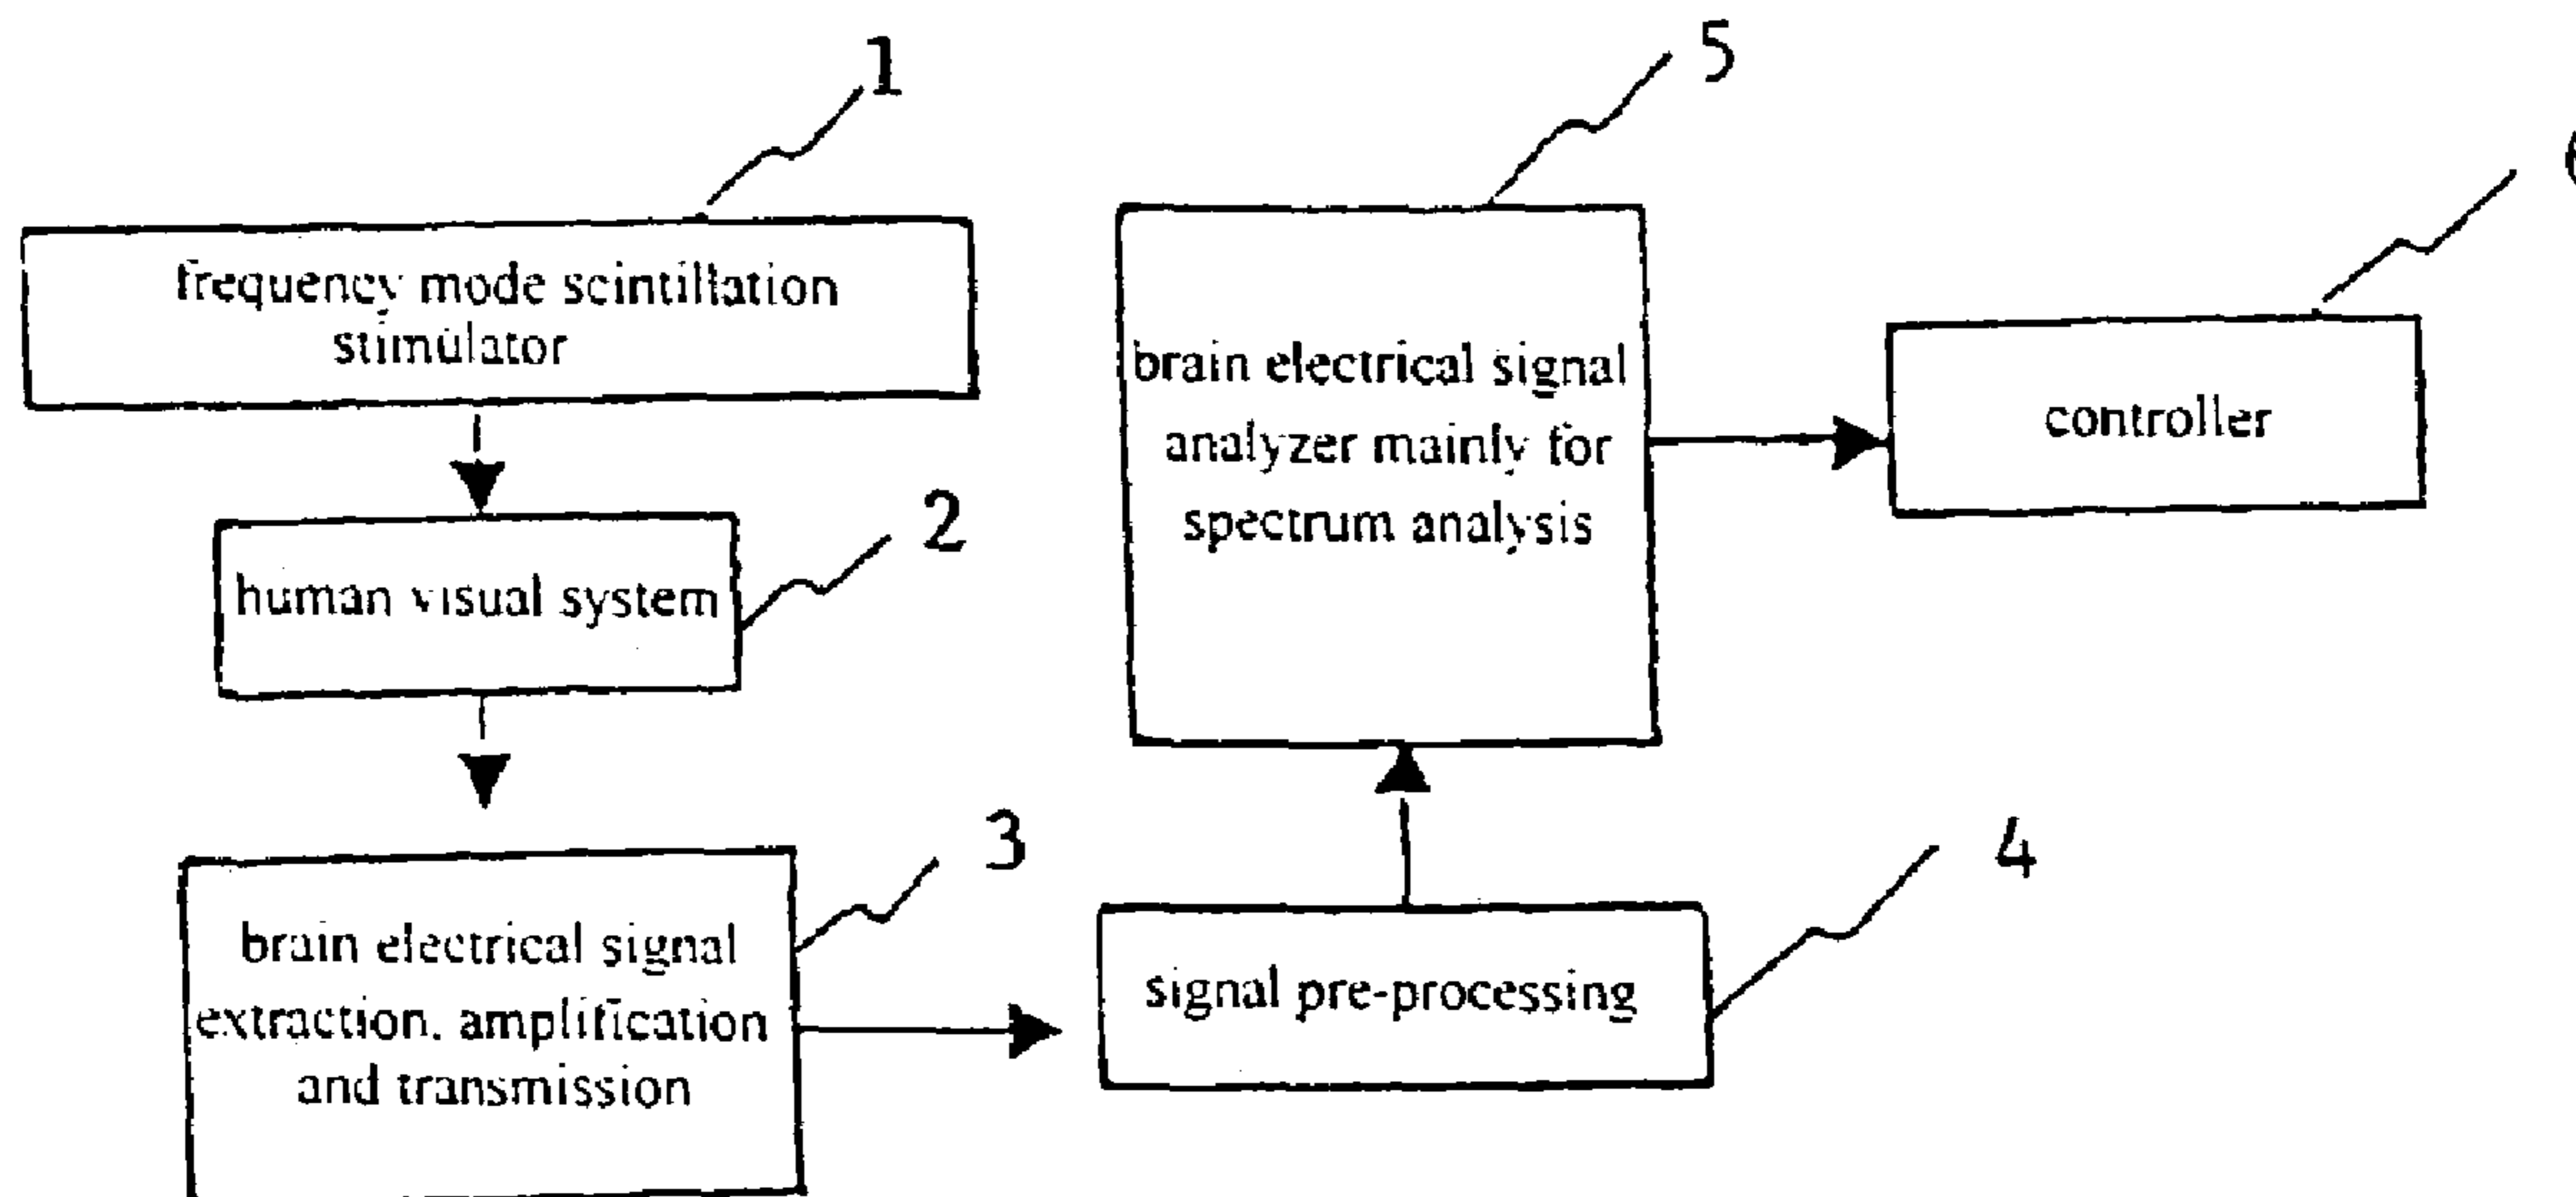 1
frequency mode scintillation
stimulator
2
human visual system
3
brain electrical signal
extraction, amplification
and transmission
4
signal pre-processing
5
brain electrical signal
analyzer mainly for
spectrum analysis
6
controller